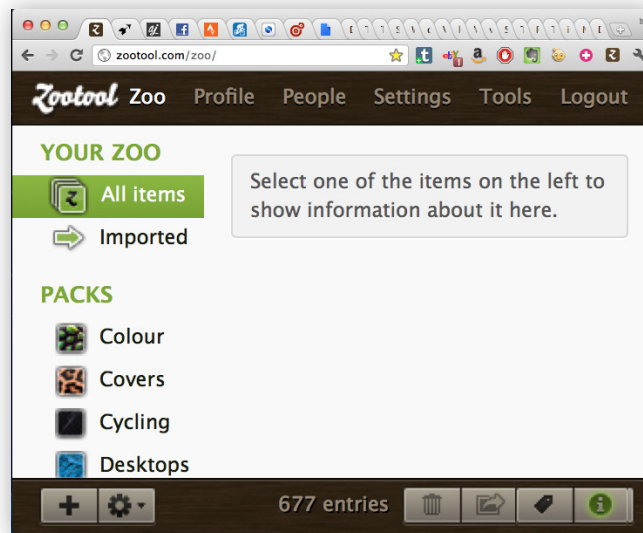 zootool.com/zoo/
Zootool Zoo Profile People Settings Tools Logout
YOUR ZOO
All items
Imported
PACKS
Colour
Covers
Cycling
Desktops
Select one of the items on the left to
show information about it here.
677 entries